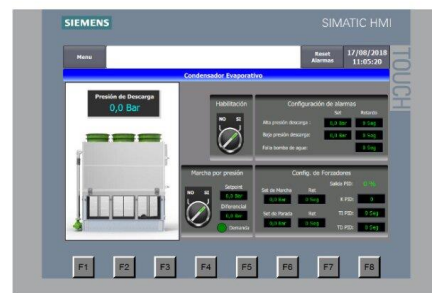 SIEMENS
SIMATIC HMI
TOUCH
Menu
Reset Alarmas
17/08/2018
11:05:20
Condensador Evaporativo
Presión de Descarga
0,0 Bar
Habilitación
NO SI
Configuración de alarmas
Set Retardo
Alta presión descarga : 0,0 Bar 0 Seg
Baja presión descarga: 0,0 Bar 0 Seg
Falla bomba de agua: 0 Seg
Marcha por presión
NO SI
Setpoint
0,0 Bar
Diferencial
0,0 Bar
Demanda
Config. de Forzadores
Salida PID: 0 %
Set de Marcha Ret
0,0 Bar 0 Seg
K PID: 0
Set de Parada Ret
0,0 Bar 0 Seg
TI PID: 0 Seg
TD PID: 0 Seg
F1 F2 F3 F4 F5 F6 F7 F8